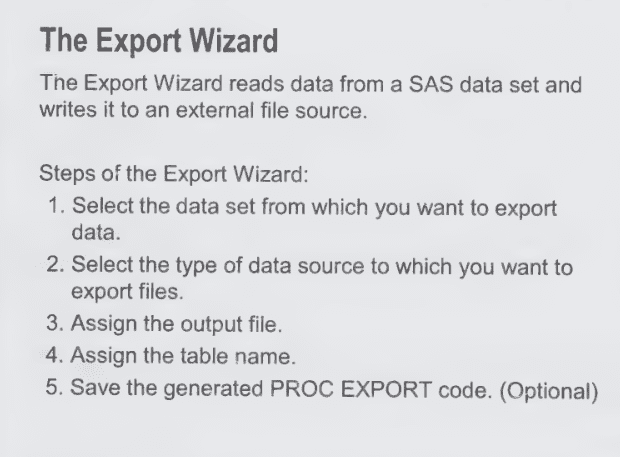 The Export Wizard
The Export Wizard reads data from a SAS data set and
writes it to an external file source.
Steps of the Export Wizard:
1. Select the data set from which you want to export
data.
2. Select the type of data source to which you want to
export files.
3. Assign the output file.
4. Assign the table name.
5. Save the generated PROC EXPORT code. (Optional)